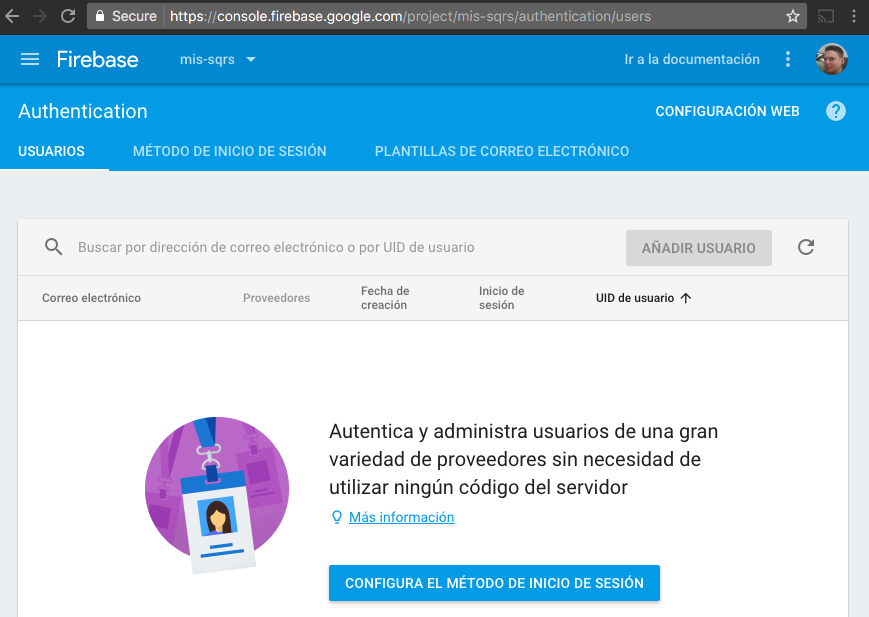 Secure https://console.firebase.google.com/project/mis-sqrs/authentication/users
Firebase mis-sqrs Ir a la documentación
Authentication CONFIGURACIÓN WEB ?
USUARIOS MÉTODO DE INICIO DE SESIÓN PLANTILLAS DE CORREO ELECTRÓNICO
Buscar por dirección de correo electrónico o por UID de usuario AÑADIR USUARIO
Correo electrónico Proveedores Fecha de creación Inicio de sesión UID de usuario
Autentica y administra usuarios de una gran
variedad de proveedores sin necesidad de
utilizar ningún código del servidor
Más información
CONFIGURA EL MÉTODO DE INICIO DE SESIÓN